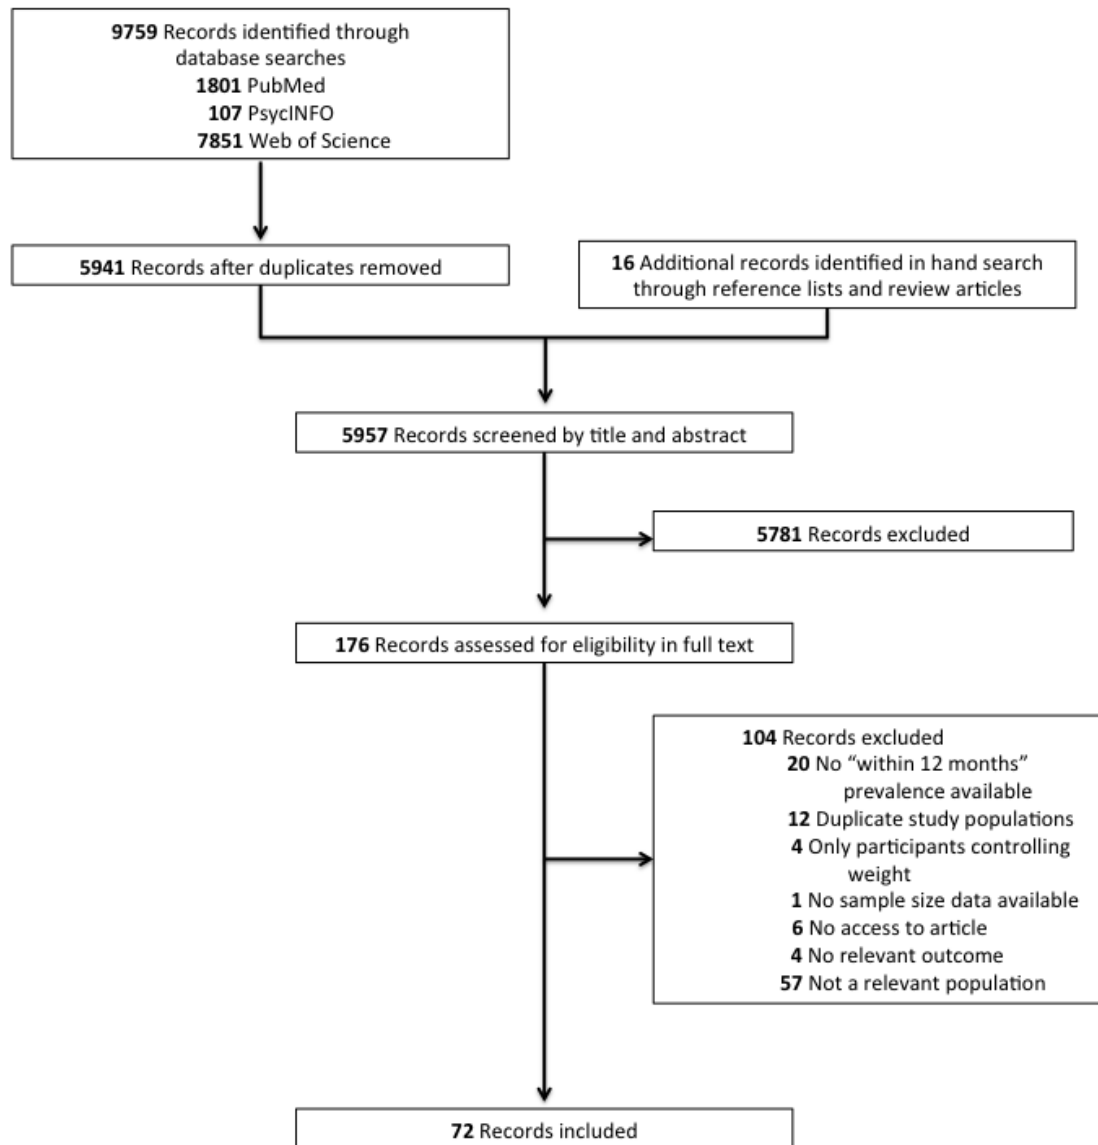 9759 Records identified through
database searches
1801 PubMed
107 PsycINFO
7851 Web of Science
5941 Records after duplicates removed
16 Additional records identified in hand search
through reference lists and review articles
5957 Records screened by title and abstract
5781 Records excluded
176 Records assessed for eligibility in full text
104 Records excluded
20 No “within 12 months”
prevalence available
12 Duplicate study populations
4 Only participants controlling
weight
1 No sample size data available
6 No access to article
4 No relevant outcome
57 Not a relevant population
72 Records included